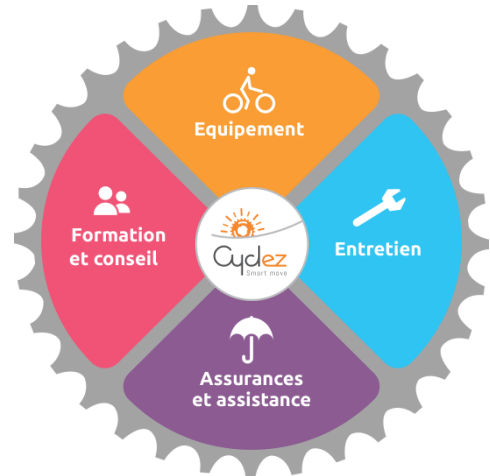 Equipement
Formation
et conseil
Cyclez
Smart move
Entretien
Assurances
et assistance